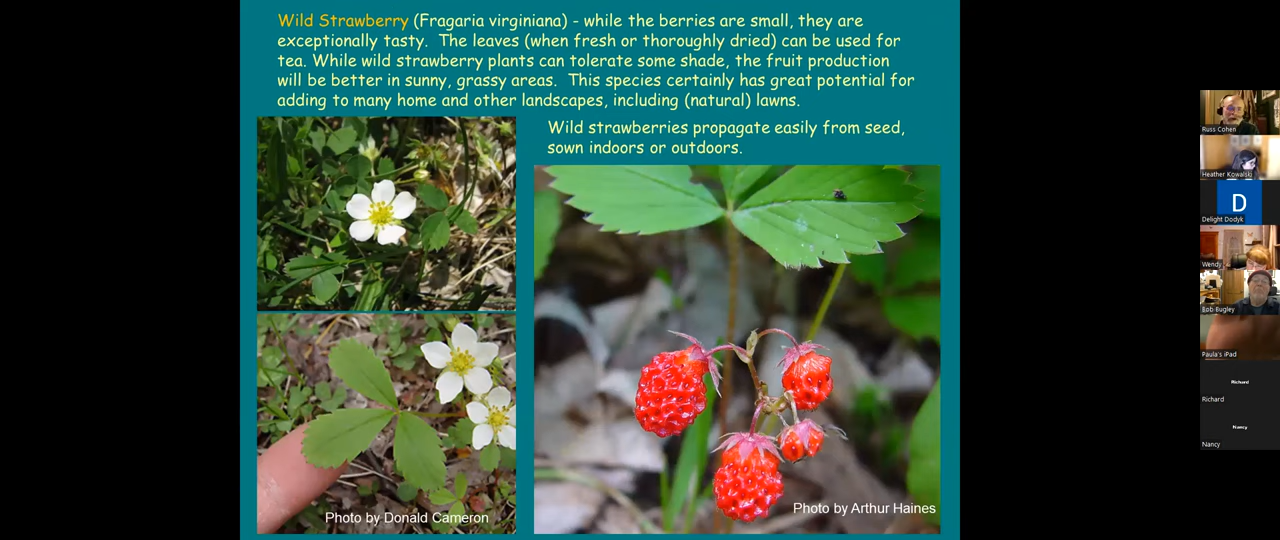 Wild Strawberry (Fragaria virginiana) - while the berries are small, they are
exceptionally tasty.  The leaves (when fresh or thoroughly dried) can be used for
tea. While wild strawberry plants can tolerate some shade, the fruit production
will be better in sunny, grassy areas.  This species certainly has great potential for
adding to many home and other landscapes, including (natural) lawns.
Wild strawberries propagate easily from seed,
sown indoors or outdoors.
Photo by Donald Cameron
Photo by Arthur Haines
Russ Cohen
Heather Kowalski
D
Delight Dodyk
Wendy
Bob Bugley
Paula's iPad
Richard
Richard
Nancy
Nancy